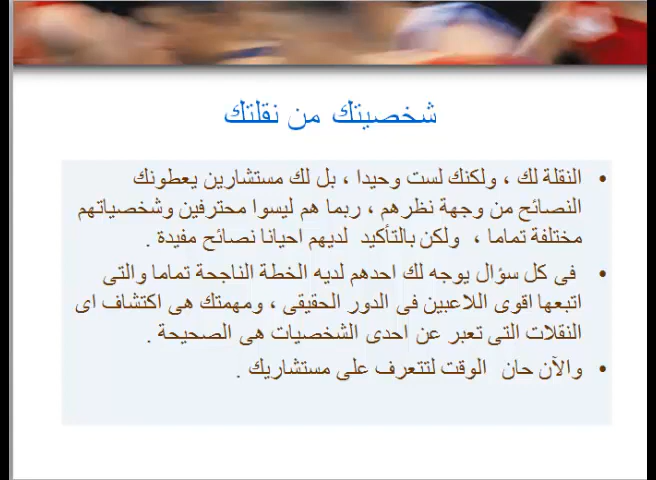 شخصيتك من نقلتك
• النقلة لك ، ولكنك لست وحيدا ، بل لك مستشارين يعطونك
النصائح من وجهة نظرهم ، ربما هم ليسوا محترفين وشخصياتهم
مختلفة تماما ، ولكن بالتأكيد لديهم احيانا نصائح مفيدة .
• فى كل سؤال يوجه لك احدهم لديه الخطة الناجحة تماما والتى
اتبعها اقوى اللاعبين فى الدور الحقيقى ، ومهمتك هى اكتشاف اى
النقلات التى تعبر عن احدى الشخصيات هى الصحيحة .
• والآن حان الوقت لتتعرف على مستشاريك .